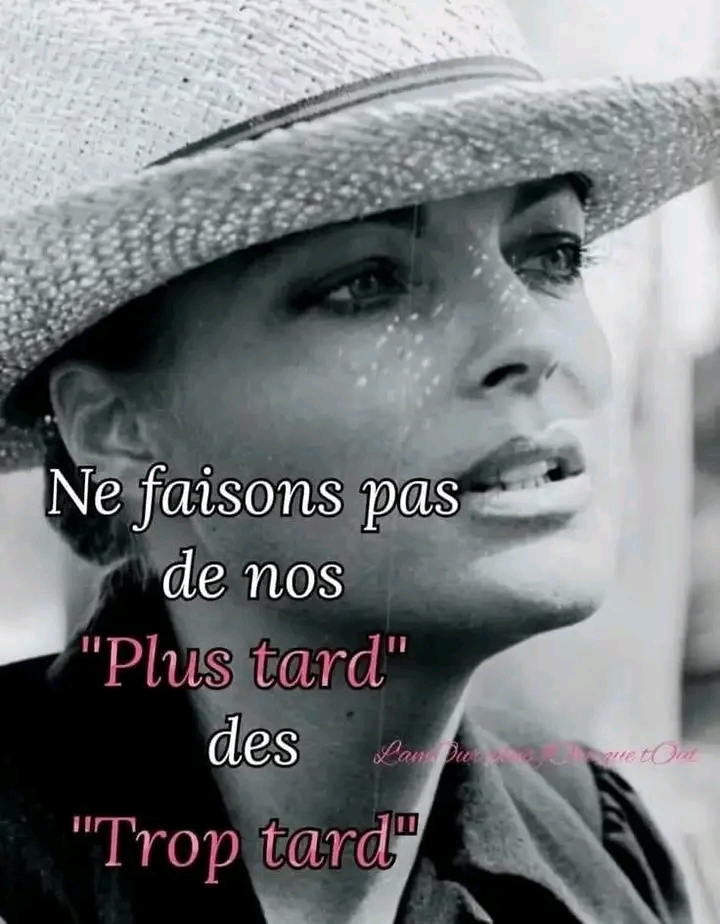 Ne faisons pas
de nos
"Plus tard"
des
"Trop tard"